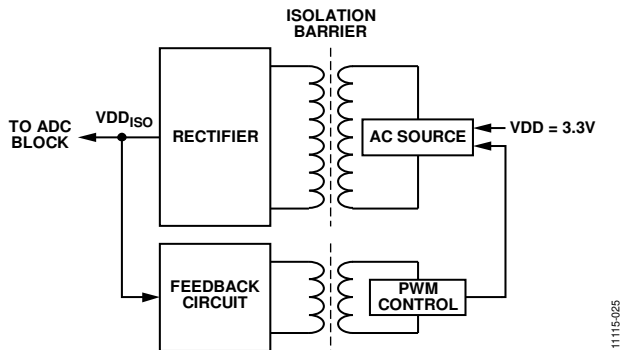 ISOLATION
BARRIER
TO ADC
BLOCK
VDDISO
RECTIFIER
AC SOURCE
VDD = 3.3V
FEEDBACK
CIRCUIT
PWM
CONTROL
11115-025